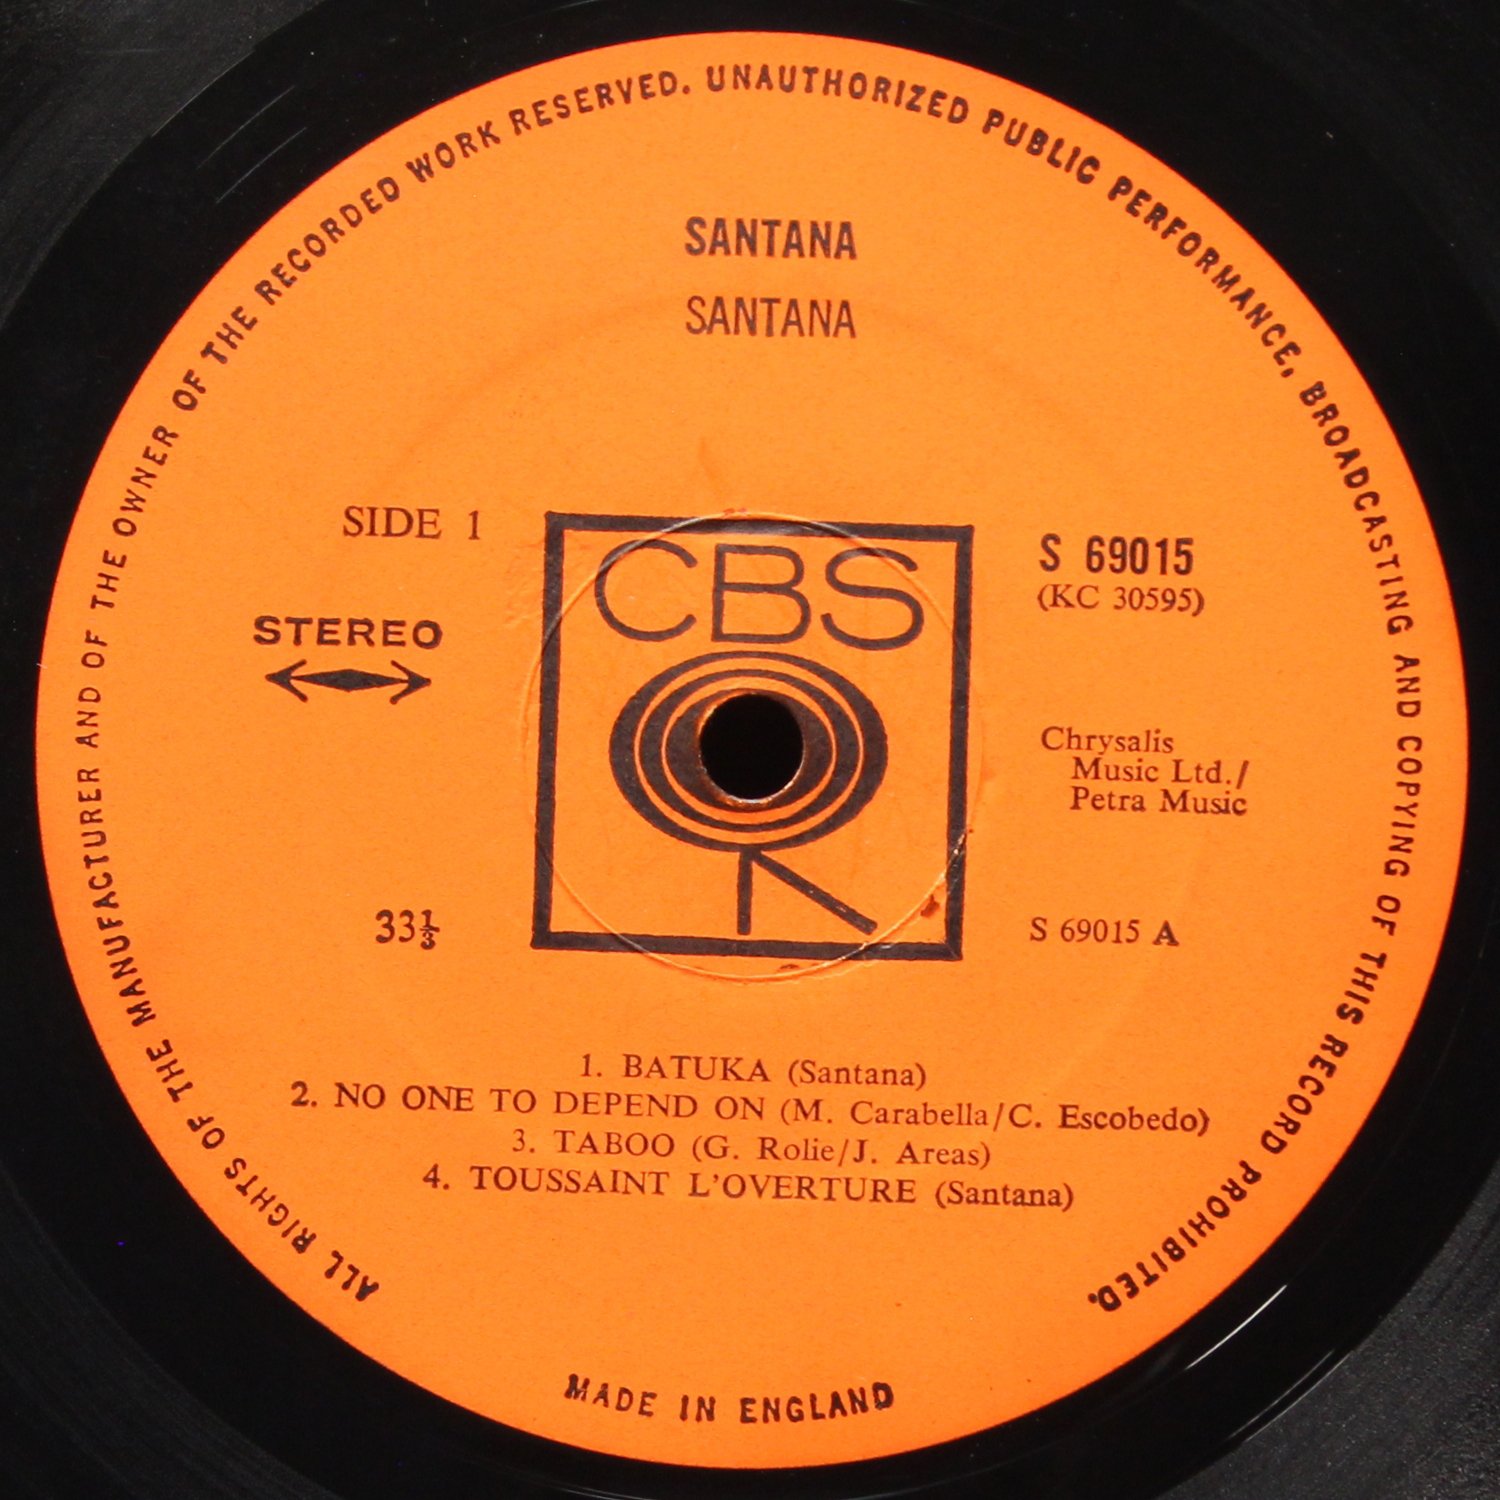 ALL RIGHTS OF THE MANUFACTURER AND OF THE OWNER OF THE RECORDED WORK RESERVED. UNAUTHORIZED PUBLIC PERFORMANCE, BROADCASTING AND COPYING OF THIS RECORD PROHIBITED.
SANTANA
SANTANA
SIDE 1
STEREO
33⅓
CBS
S 69015
(KC 30595)
Chrysalis
Music Ltd./
Petra Music
S 69015 A
1. BATUKA (Santana)
2. NO ONE TO DEPEND ON (M. Carabella/C. Escobedo)
3. TABOO (G. Rolie/J. Areas)
4. TOUSSAINT L'OVERTURE (Santana)
MADE IN ENGLAND